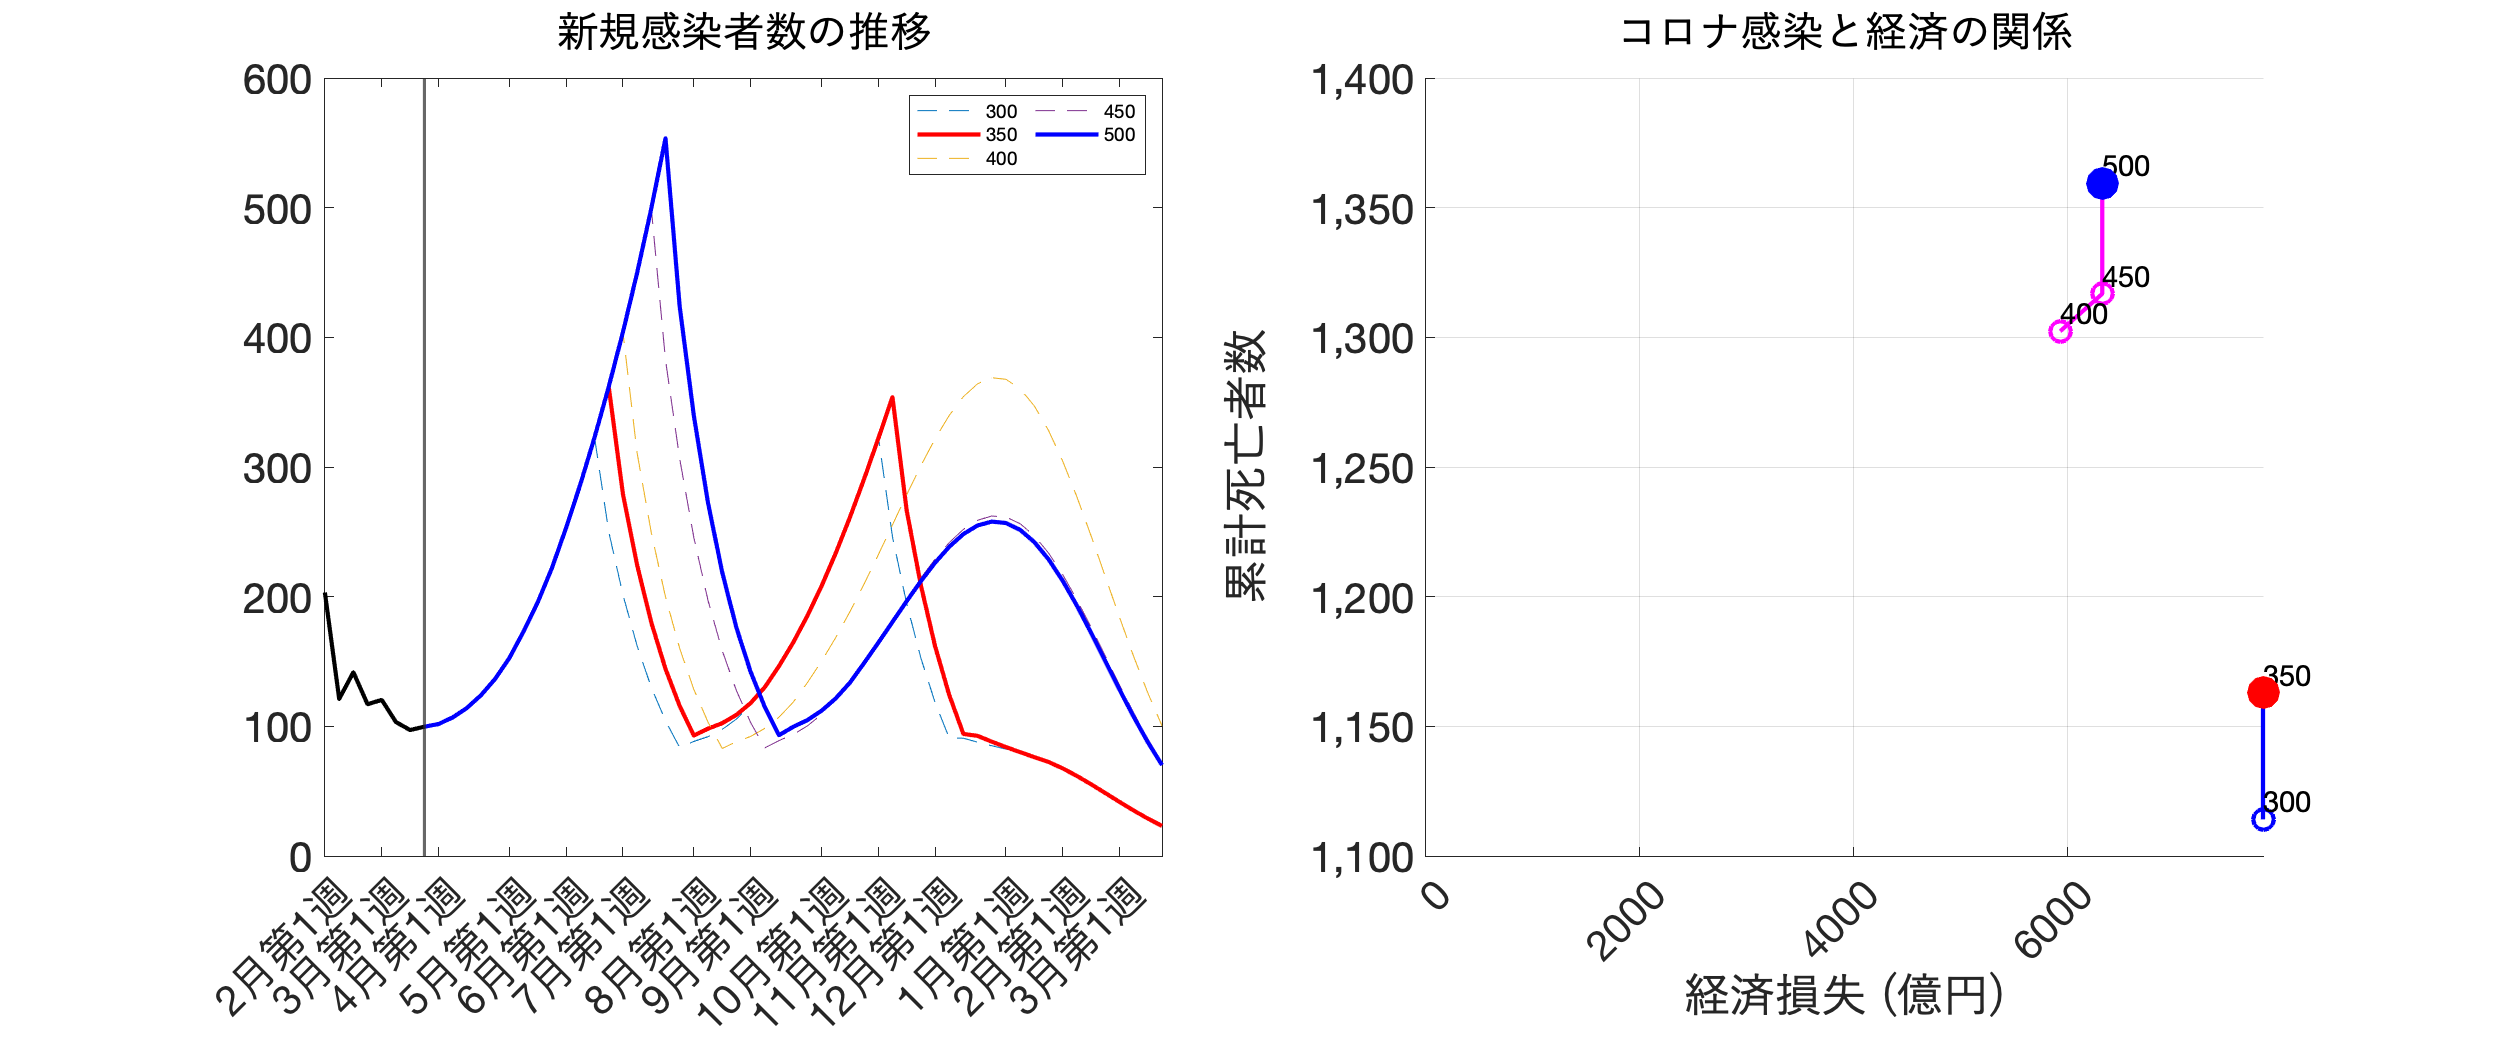 新規感染者数の推移
600
500
400
300
200
100
0
300
350
400
450
500
2月第1週
3月第1週
4月第1週
5月第1週
6月第1週
7月第1週
8月第1週
9月第1週
10月第1週
11月第1週
12月第1週
1月第1週
2月第1週
3月第1週
コロナ感染と経済の関係
累計死亡者数
1,400
1,350
1,300
1,250
1,200
1,150
1,100
500
450
400
350
300
0
2000
4000
6000
経済損失（億円）